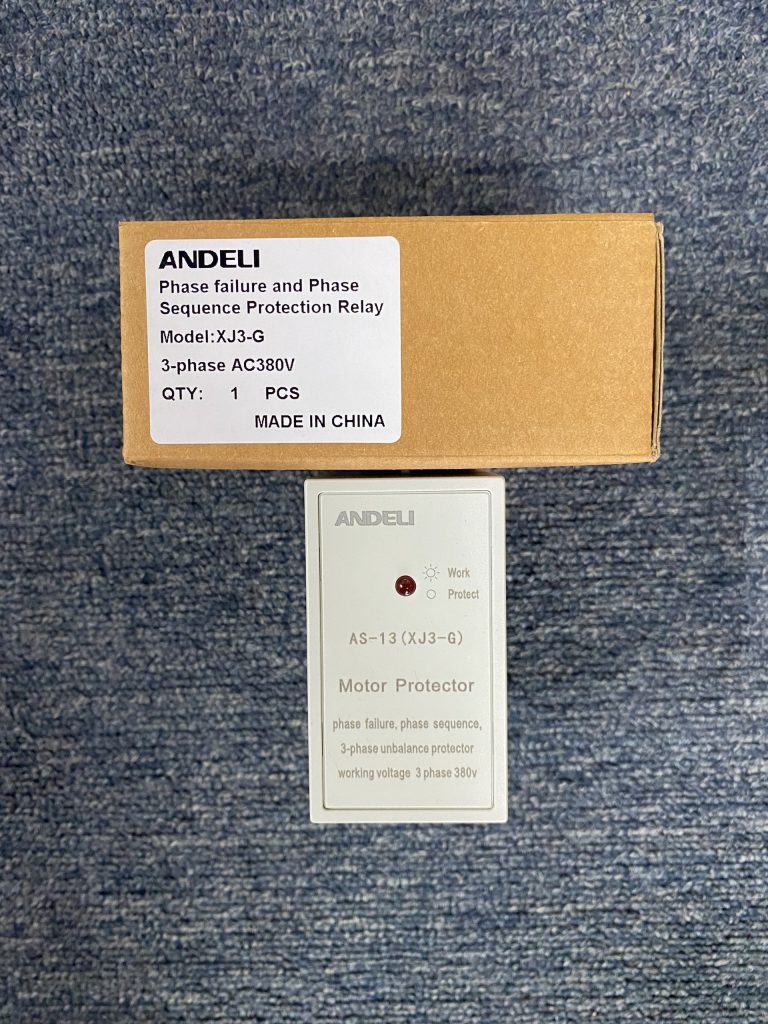 ANDELI
Phase failure and Phase
Sequence Protection Relay
Model:XJ3-G
3-phase AC380V
QTY: 1 PCS
MADE IN CHINA
ANDELI
Work
Protect
AS-13(XJ3-G)
Motor Protector
phase failure, phase sequence,
3-phase unbalance protector
working voltage 3 phase 380v